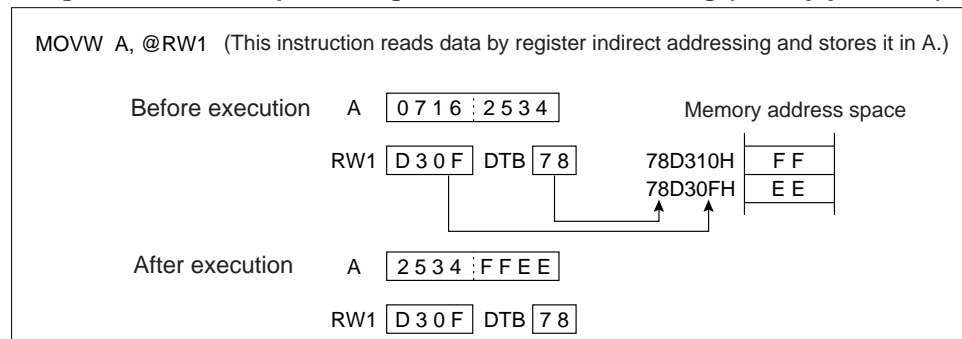 MOVW A, @RW1 (This instruction reads data by register indirect addressing and stores it in A.)
Before execution A 0716 2534 Memory address space
RW1 D30F DTB 78 78D310H FF
78D30FH EE
After execution A 2534 FFEE
RW1 D30F DTB 78